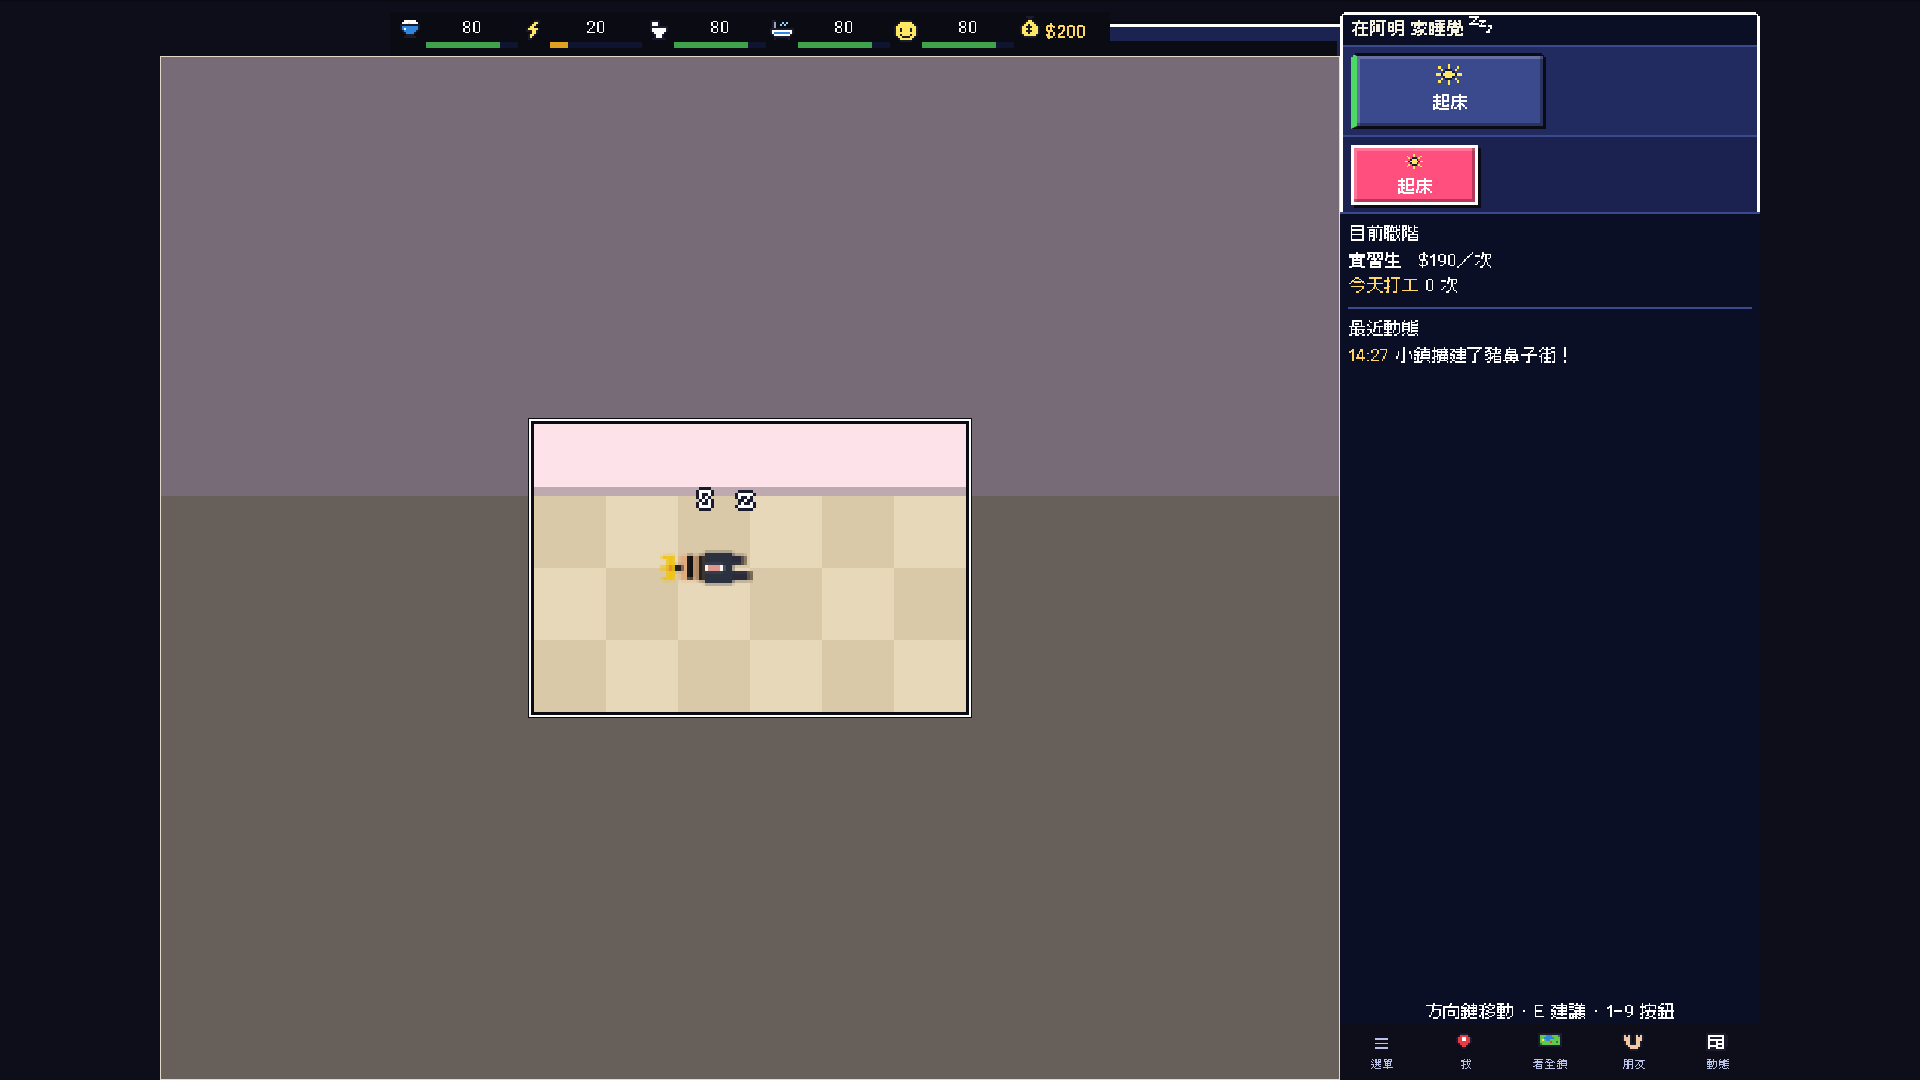 80
20
80
80
80
$200
在阿明 家睡覺 Zzz
起床
起床
目前職階
實習生 $190／次
今天打工 0 次
最近動態
14:27 小鎮擴建了豬鼻子街！
方向鍵移動 · E 建議 · 1-9 按鈕
選單
我
看全鎮
朋友
動態